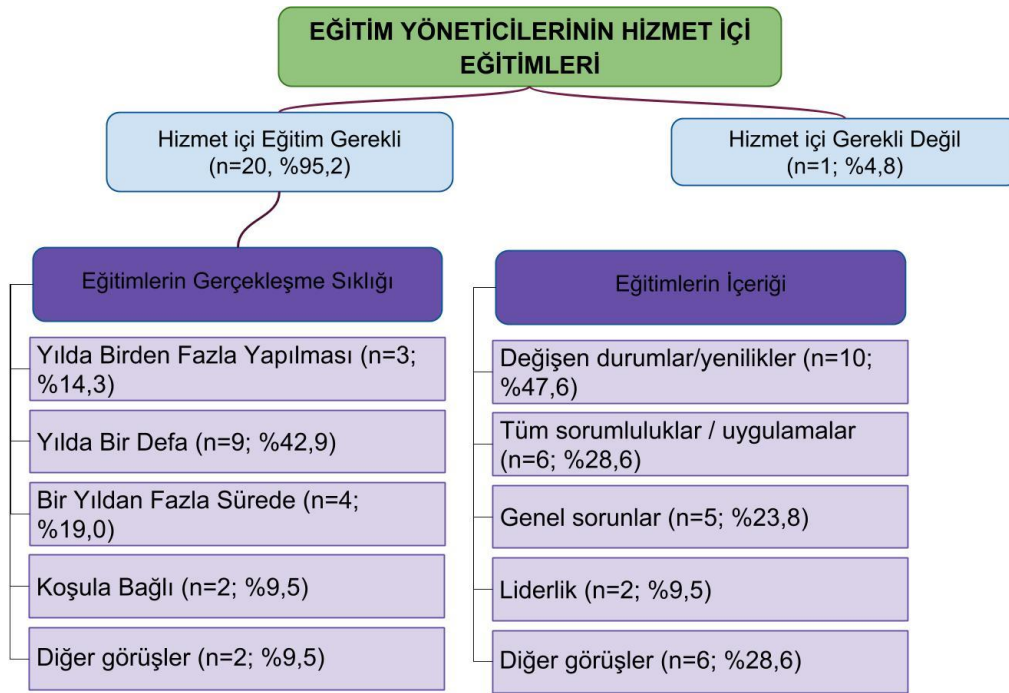 EĞİTİM YÖNETİCİLERİNİN HİZMET İÇİ
EĞİTİMLERİ
Hizmet içi Eğitim Gerekli
(n=20, %95,2)
Hizmet içi Gerekli Değil
(n=1; %4,8)
Eğitimlerin Gerçekleşme Sıklığı
Yılda Birden Fazla Yapılması (n=3;
%14,3)
Yılda Bir Defa (n=9; %42,9)
Bir Yıldan Fazla Sürede (n=4;
%19,0)
Koşula Bağlı (n=2; %9,5)
Diğer görüşler (n=2; %9,5)
Eğitimlerin İçeriği
Değişen durumlar/yenilikler (n=10;
%47,6)
Tüm sorumluluklar / uygulamalar
(n=6; %28,6)
Genel sorunlar (n=5; %23,8)
Liderlik (n=2; %9,5)
Diğer görüşler (n=6; %28,6)